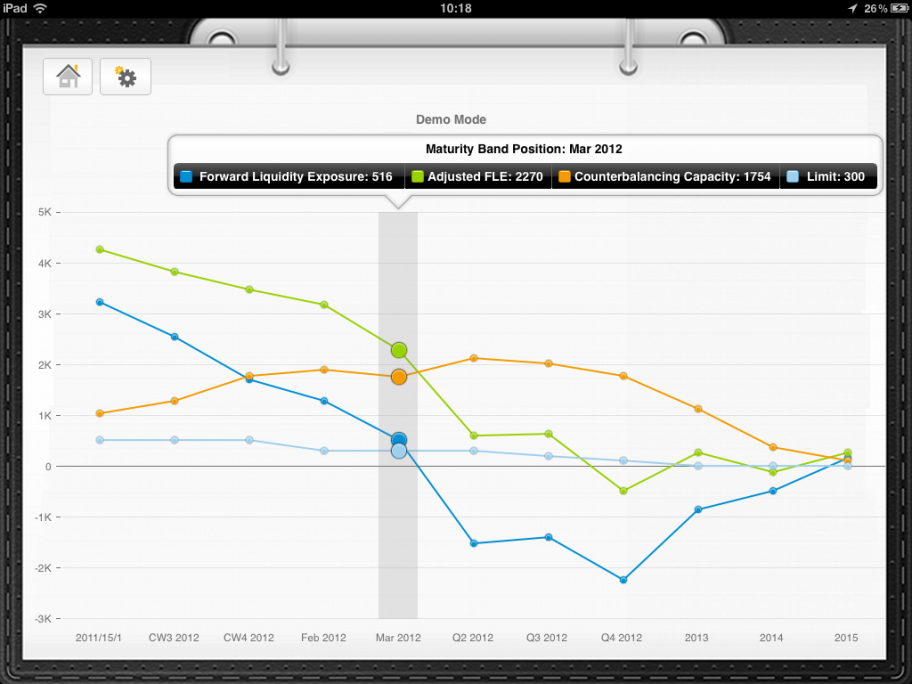 iPad 10:18 26%
Demo Mode
Maturity Band Position: Mar 2012
Forward Liquidity Exposure: 516 Adjusted FLE: 2270 Counterbalancing Capacity: 1754 Limit: 300
5K
4K
3K
2K
1K
0
-1K
-2K
-3K
2011/15/1 CW3 2012 CW4 2012 Feb 2012 Mar 2012 Q2 2012 Q3 2012 Q4 2012 2013 2014 2015